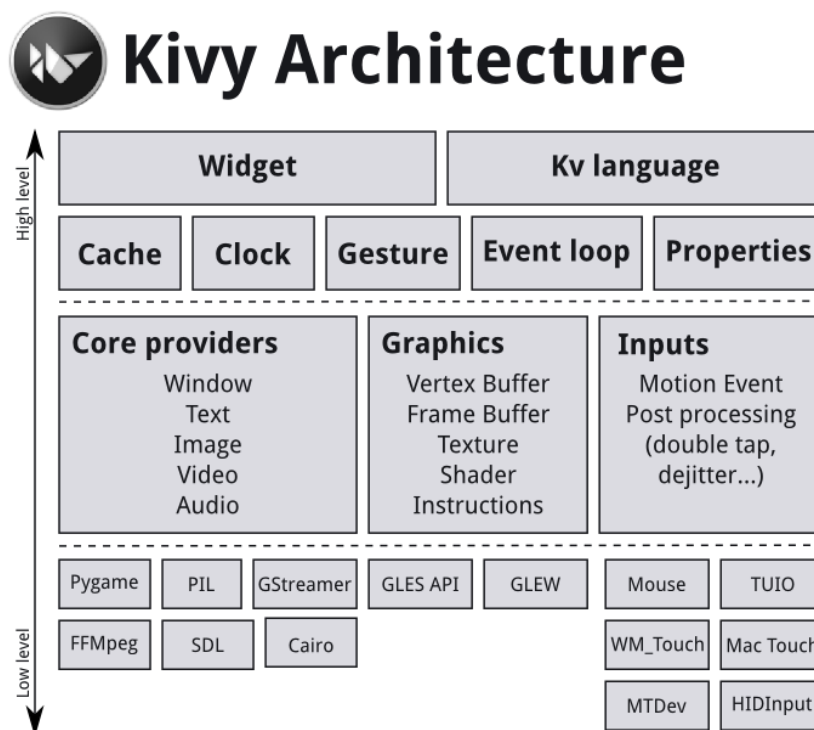 Kivy Architecture
High level
Widget
Kv language
Cache
Clock
Gesture
Event loop
Properties
Core providers
Window
Text
Image
Video
Audio
Graphics
Vertex Buffer
Frame Buffer
Texture
Shader
Instructions
Inputs
Motion Event
Post processing
(double tap,
dejitter...)
Low level
Pygame
PIL
GStreamer
GLES API
GLEW
Mouse
TUIO
FFMpeg
SDL
Cairo
WM_Touch
Mac Touch
MTDev
HIDInput